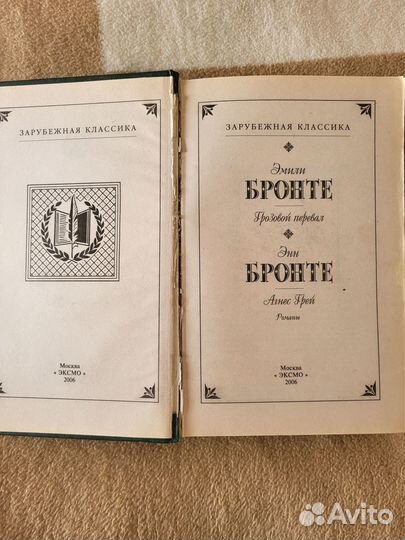 ЗАРУБЕЖНАЯ КЛАССИКА
Москва
«ЭКСМО»
2006
ЗАРУБЕЖНАЯ КЛАССИКА
Эмили
БРОНТЕ
Грозовой перевал
Энн
БРОНТЕ
Агнес Грей
Романы
Москва
«ЭКСМО»
2006
Avito